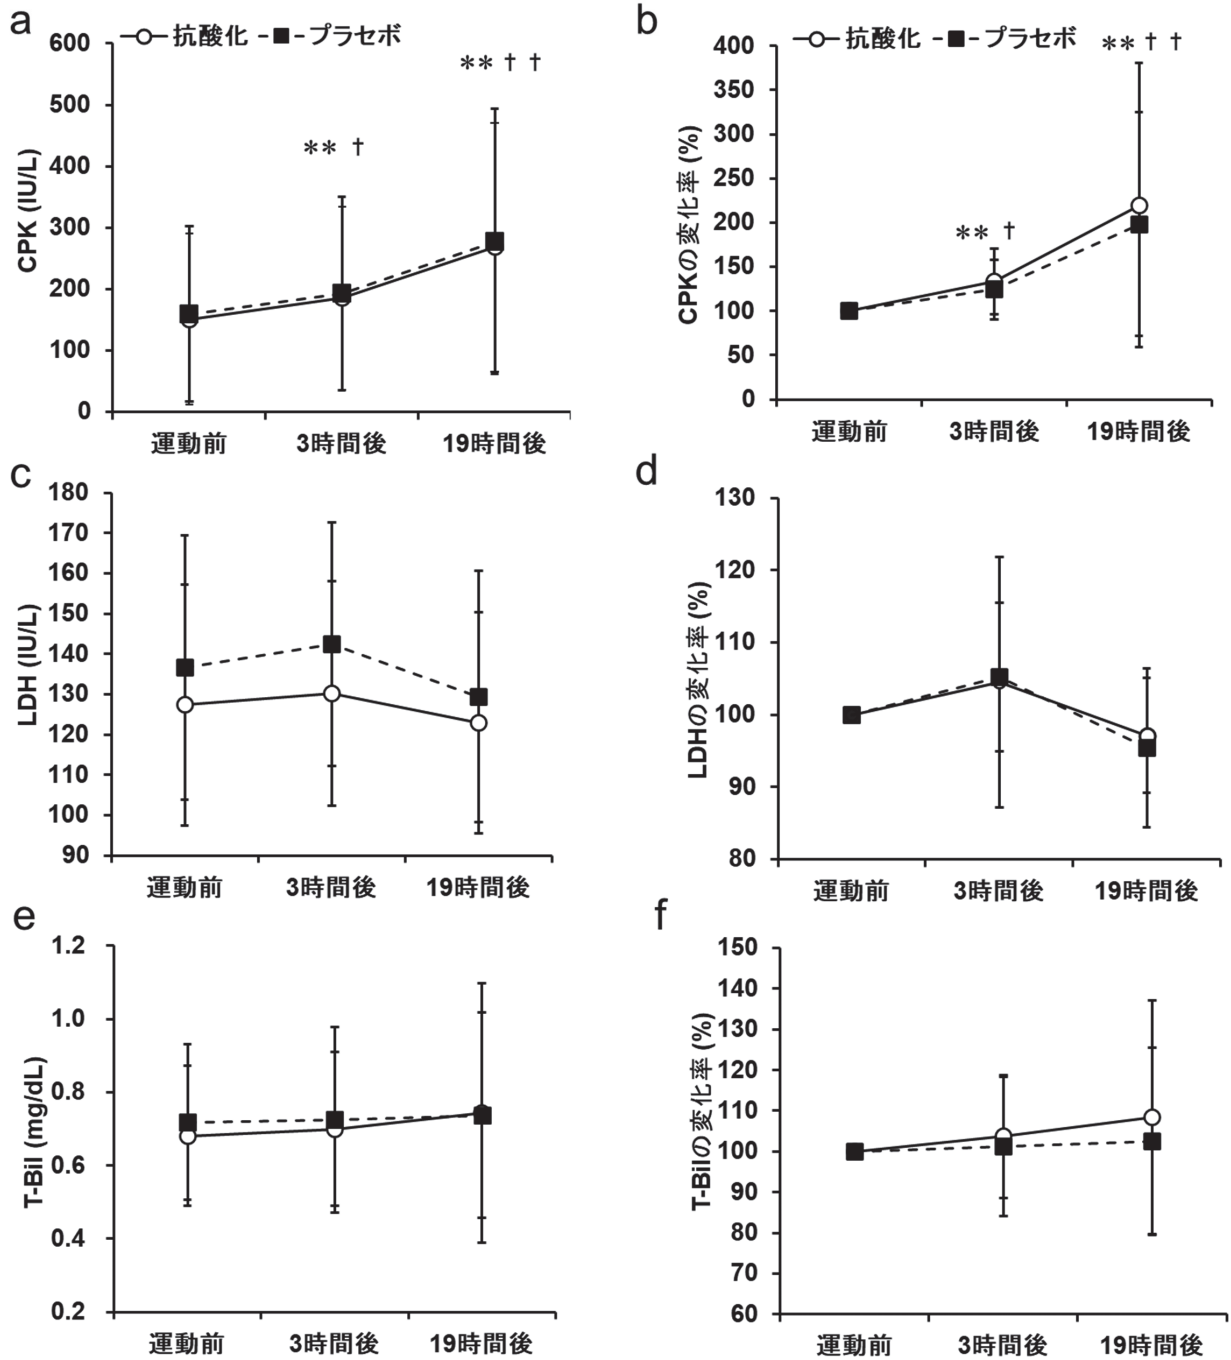 a
抗酸化 プラセボ
600
500
400
300
200
100
0
CPK (IU/L)
** †
** † †
運動前 3時間後 19時間後
b
抗酸化 プラセボ
400
350
300
250
200
150
100
50
0
CPKの変化率 (%)
** †
** † †
運動前 3時間後 19時間後
c
180
170
160
150
140
130
120
110
100
90
LDH (IU/L)
運動前 3時間後 19時間後
d
130
120
110
100
90
80
LDHの変化率 (%)
運動前 3時間後 19時間後
e
1.2
1.0
0.8
0.6
0.4
0.2
T-Bil (mg/dL)
運動前 3時間後 19時間後
f
150
140
130
120
110
100
90
80
70
60
T-Bilの変化率 (%)
運動前 3時間後 19時間後